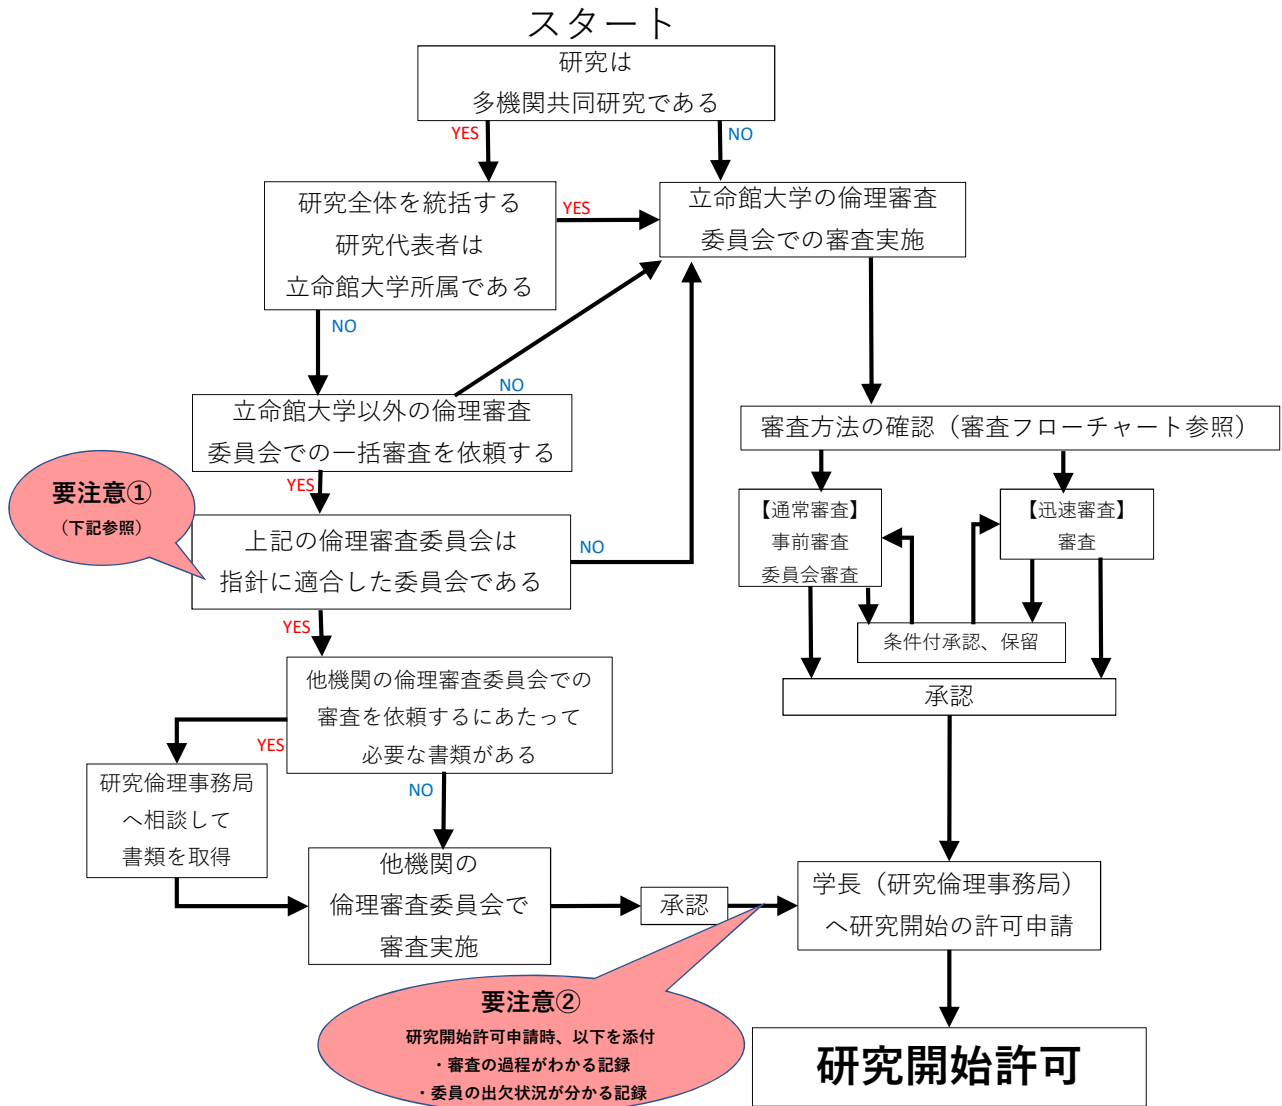 スタート
研究は
多機関共同研究である
YES
NO
研究全体を統括する
研究代表者は
立命館大学所属である
YES
立命館大学の倫理審査
委員会での審査実施
NO
NO
立命館大学以外の倫理審査
委員会での一括審査を依頼する
審査方法の確認（審査フローチャート参照）
YES
要注意①
（下記参照）
上記の倫理審査委員会は
指針に適合した委員会である
NO
【通常審査】
事前審査
委員会審査
【迅速審査】
審査
YES
条件付承認、保留
承認
他機関の倫理審査委員会での
審査を依頼するにあたって
必要な書類がある
YES
NO
研究倫理事務局
へ相談して
書類を取得
他機関の
倫理審査委員会で
審査実施
承認
学長（研究倫理事務局）
へ研究開始の許可申請
要注意②
研究開始許可申請時、以下を添付
・審査の過程がわかる記録
・委員の出欠状況が分かる記録
研究開始許可